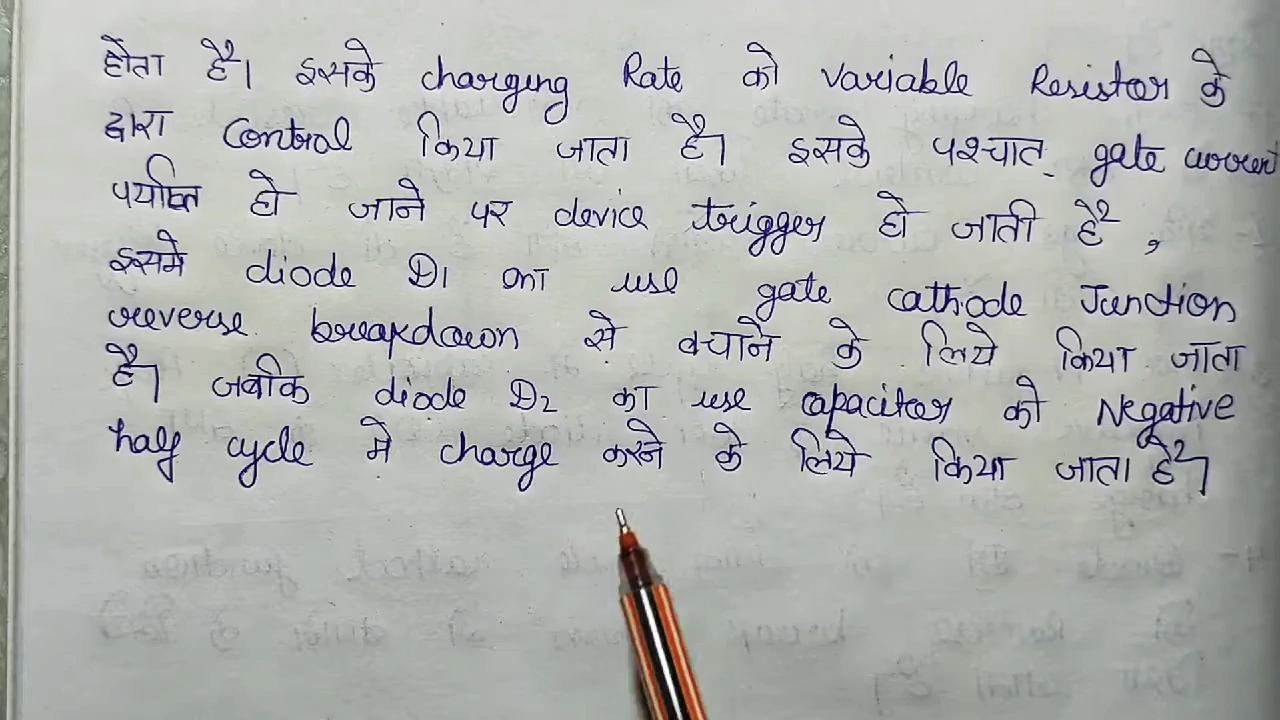 होता है। इसके charging Rate को variable Resistor के
द्वारा Control किया जाता है। इसके पश्चात् gate current
पर्याप्त हो जाने पर device trigger हो जाती है ,
इसमे diode D1 का use gate cathode Junction
reverse breakdown से बचाने के लिये किया जाता
है। जबकि diode D2 का use capacitor को Negative
half cycle मे charge करने के लिये किया जाता है।